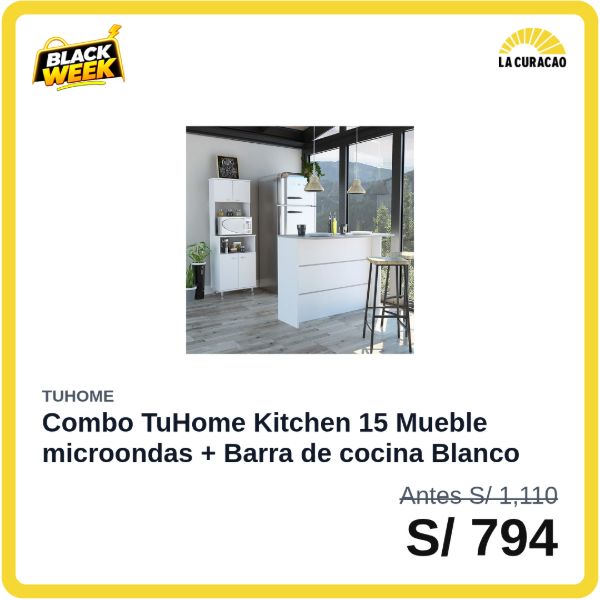 BLACK
WEEK
LA CURACAO
TUHOME
Combo TuHome Kitchen 15 Mueble
microondas + Barra de cocina Blanco
Antes S/ 1,110
S/ 794